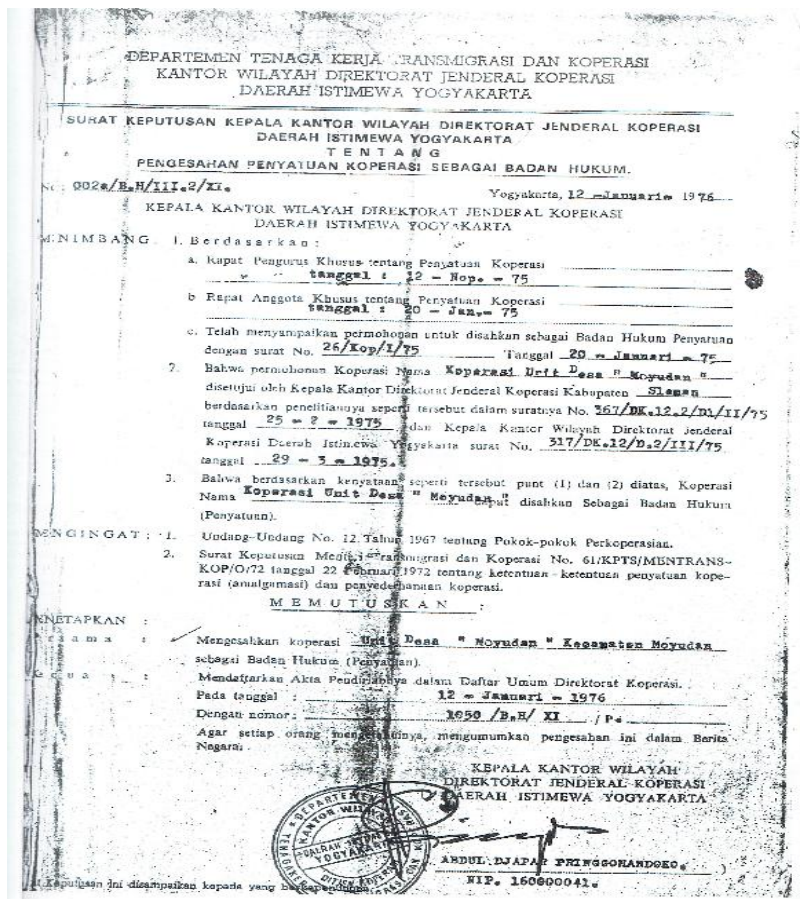 DEPARTEMEN TENAGA KERJA TRANSMIGRASI DAN KOPERASI
KANTOR WILAYAH DIREKTORAT JENDERAL KOPERASI
DAERAH ISTIMEWA YOGYAKARTA
SURAT KEPUTUSAN KEPALA KANTOR WILAYAH DIREKTORAT JENDERAL KOPERASI
DAERAH ISTIMEWA YOGYAKARTA
TENTANG
PENGESAHAN PENYATUAN KOPERASI SEBAGAI BADAN HUKUM.
No : 002a/B.H/III.2/XI.
Yogyakarta, 12 - Januari - 1976
KEPALA KANTOR WILAYAH DIREKTORAT JENDERAL KOPERASI
DAERAH ISTIMEWA YOGYAKARTA
MENIMBANG 1. Berdasarkan :
a. Rapat Pengurus Khusus tentang Penyatuan Koperasi
" " tanggal : 12 - Nop. - 75
b Rapat Anggota Khusus tentang Penyatuan Koperasi
tanggal : 20 - Jan,- 75
c. Telah menyampaikan permohonan untuk disahkan sebagai Badan Hukum Penyatuan
dengan surat No. 26/Kop/I/75 Tanggal 20 - Januari - 75
2. Bahwa permohonan Koperasi Nama Koperasi Unit Desa " Moyudan "
disetujui oleh Kepala Kantor Direktorat Jenderal Koperasi Kabupaten Sleman
berdasarkan penelitiannya seperti tersebut dalam suratnya No. 367/DK.12.2/D1/II/75
tanggal 25 - 2 - 1975 dan Kepala Kantor Wilayah Direktorat Jenderal
Koperasi Daerah Istimewa Yogyakarta surat No. 317/DK.12/D.2/III/75
tanggal 29 - 3 - 1975.
3. Bahwa berdasarkan kenyataan seperti tersebut punt (1) dan (2) diatas, Koperasi
Nama Koperasi Unit Desa " Moyudan " dapat disahkan Sebagai Badan Hukum
(Penyatuan).
MENGINGAT : 1. Undang-Undang No. 12 Tahun 1967 tentang Pokok-pokok Perkoperasian.
2. Surat Keputusan Menteri Transmigrasi dan Koperasi No. 61/KPTS/MENTRANS-
KOP/O/72 tanggal 22 Februari 1972 tentang ketentuan - ketentuan penyatuan kope-
rasi (amalgamasi) dan penyederhanaan koperasi.
MEMUTUSKAN :
ENETAPKAN :
rtama : Mengesahkan koperasi Unit Desa " Moyudan " Kecamatan Moyudan
sebagai Badan Hukum (Penyatuan).
edua : Mendaftarkan Akta Pendiriannya dalam Daftar Umum Direktorat Koperasi.
Pada tanggal : 12 - Januari - 1976
Dengan nomor : 1050 /B.H/ XI /P.
Agar setiap orang mengetahuinya, mengumumkan pengesahan ini dalam Berita
Negara.
KEPALA KANTOR WILAYAH
DIREKTORAT JENDERAL KOPERASI
DAERAH ISTIMEWA YOGYAKARTA
DEPARTEMEN
KANTOR WILAYAH
DAERAH ISTIMEWA
YOGYAKARTA
DITJEN KOPERASI
ABDUL DJAPAR PRINGGOHANDOKO.
NIP. 160000041.
Keputusan ini disampaikan kepada yang berkepentingan